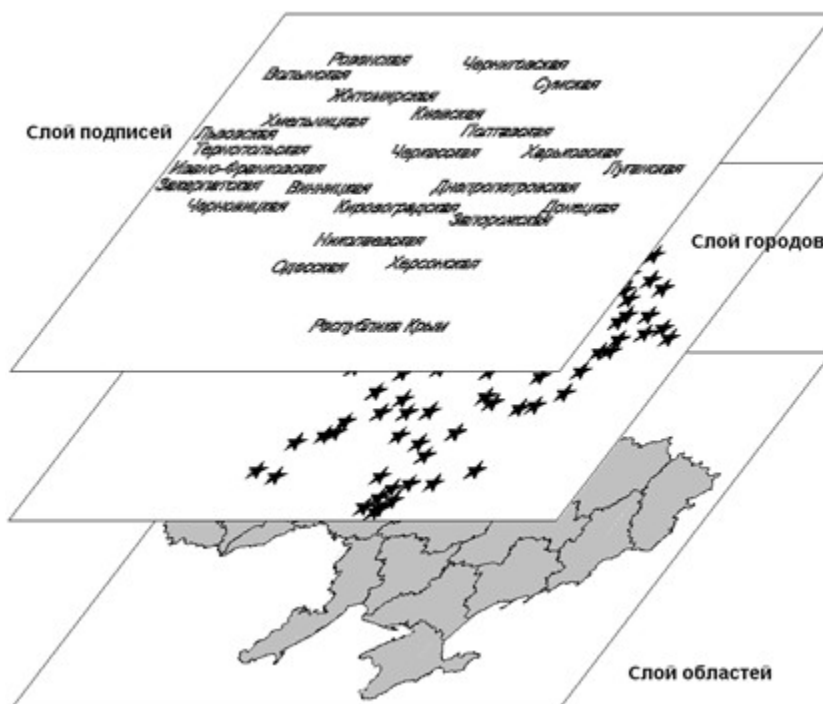 Ровенская
Черниговская
Волынская
Сумская
Житомирская
Киевская
Хмельницкая
Слой подписей
Львовская
Полтавская
Тернопольская
Черкасская
Харьковская
Ивано-Франковская
Луганская
Закарпатская
Винницкая
Днепропетровская
Черновицкая
Кировоградская
Донецкая
Запорожская
Николаевская
Слой городов
Одесская
Херсонская
Республика Крым
Слой областей